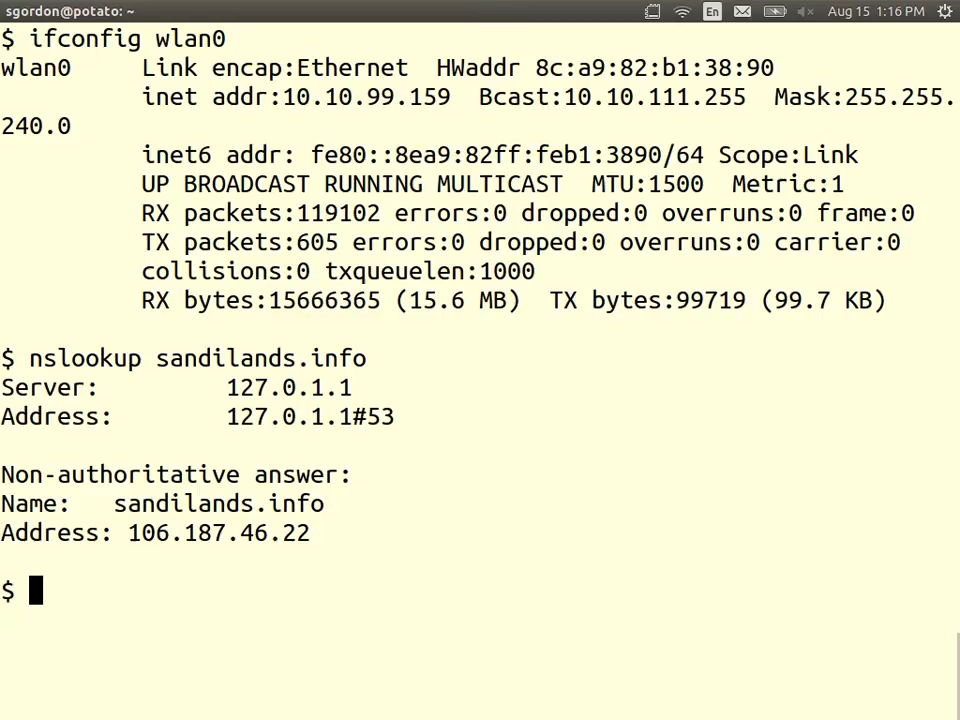 sgordon@potato: ~
En
Aug 15 1:16 PM
$ ifconfig wlan0
wlan0     Link encap:Ethernet  HWaddr 8c:a9:82:b1:38:90
          inet addr:10.10.99.159  Bcast:10.10.111.255  Mask:255.255.
240.0
          inet6 addr: fe80::8ea9:82ff:feb1:3890/64 Scope:Link
          UP BROADCAST RUNNING MULTICAST  MTU:1500  Metric:1
          RX packets:119102 errors:0 dropped:0 overruns:0 frame:0
          TX packets:605 errors:0 dropped:0 overruns:0 carrier:0
          collisions:0 txqueuelen:1000
          RX bytes:15666365 (15.6 MB)  TX bytes:99719 (99.7 KB)
$ nslookup sandilands.info
Server:         127.0.1.1
Address:        127.0.1.1#53
Non-authoritative answer:
Name:   sandilands.info
Address: 106.187.46.22
$